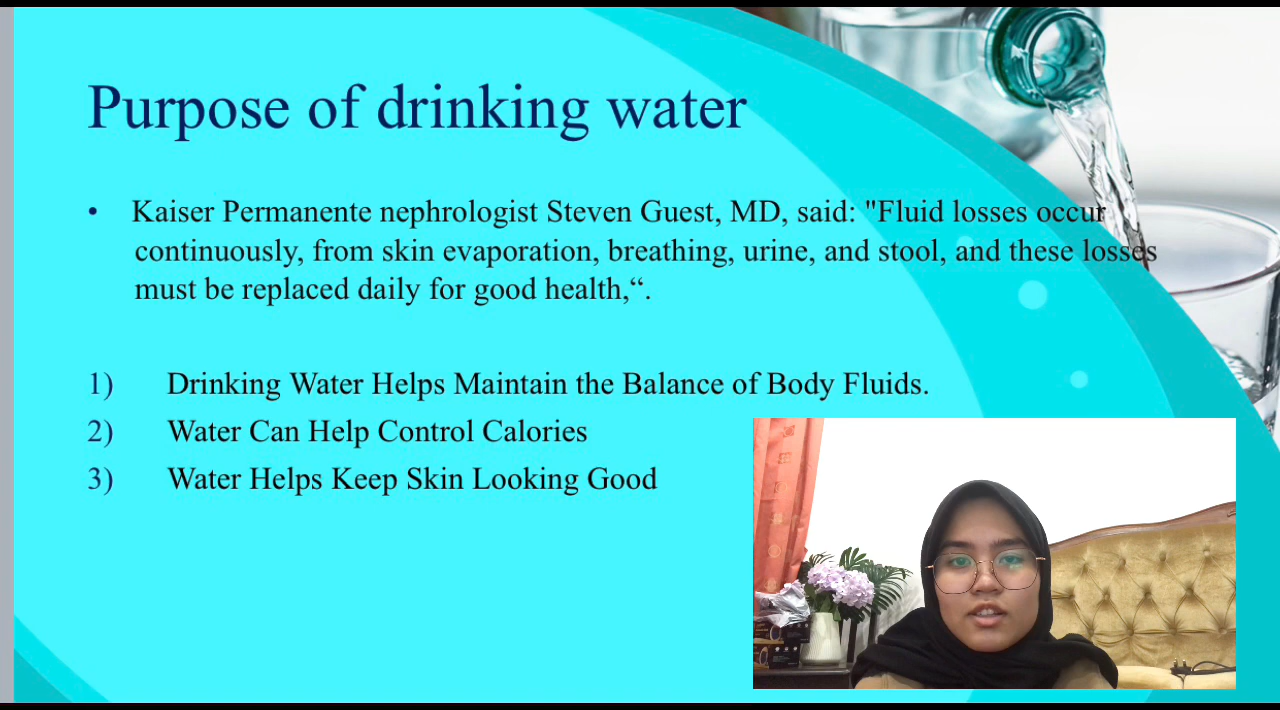 Purpose of drinking water
• Kaiser Permanente nephrologist Steven Guest, MD, said: "Fluid losses occur
continuously, from skin evaporation, breathing, urine, and stool, and these losses
must be replaced daily for good health,“.
1) Drinking Water Helps Maintain the Balance of Body Fluids.
2) Water Can Help Control Calories
3) Water Helps Keep Skin Looking Good